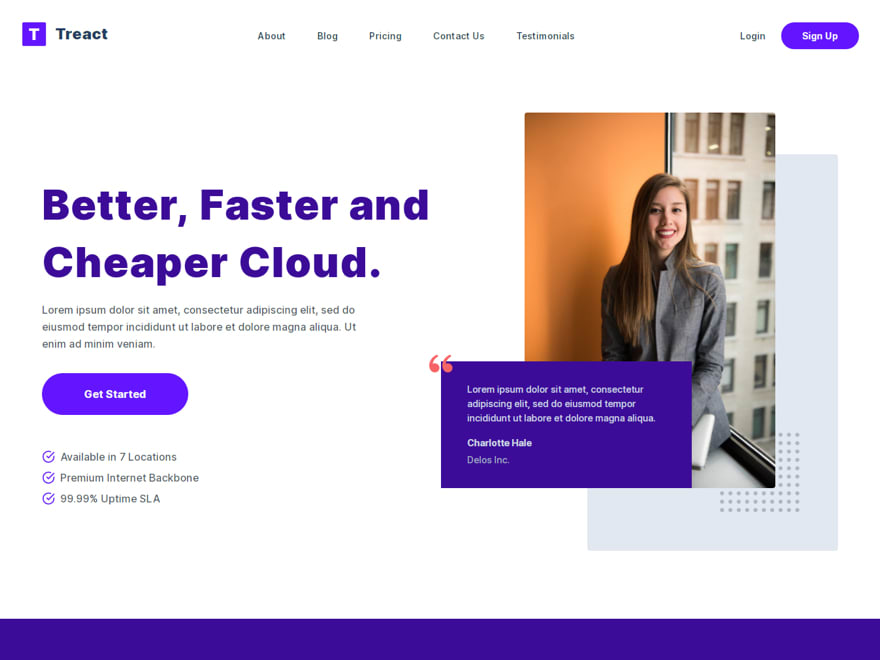 T Treact
About Blog Pricing Contact Us Testimonials
Login Sign Up
Better, Faster and
Cheaper Cloud.
Lorem ipsum dolor sit amet, consectetur adipiscing elit, sed do
eiusmod tempor incididunt ut labore et dolore magna aliqua. Ut
enim ad minim veniam.
Get Started
Available in 7 Locations
Premium Internet Backbone
99.99% Uptime SLA
“
Lorem ipsum dolor sit amet, consectetur
adipiscing elit, sed do eiusmod tempor
incididunt ut labore et dolore magna aliqua.
Charlotte Hale
Delos Inc.